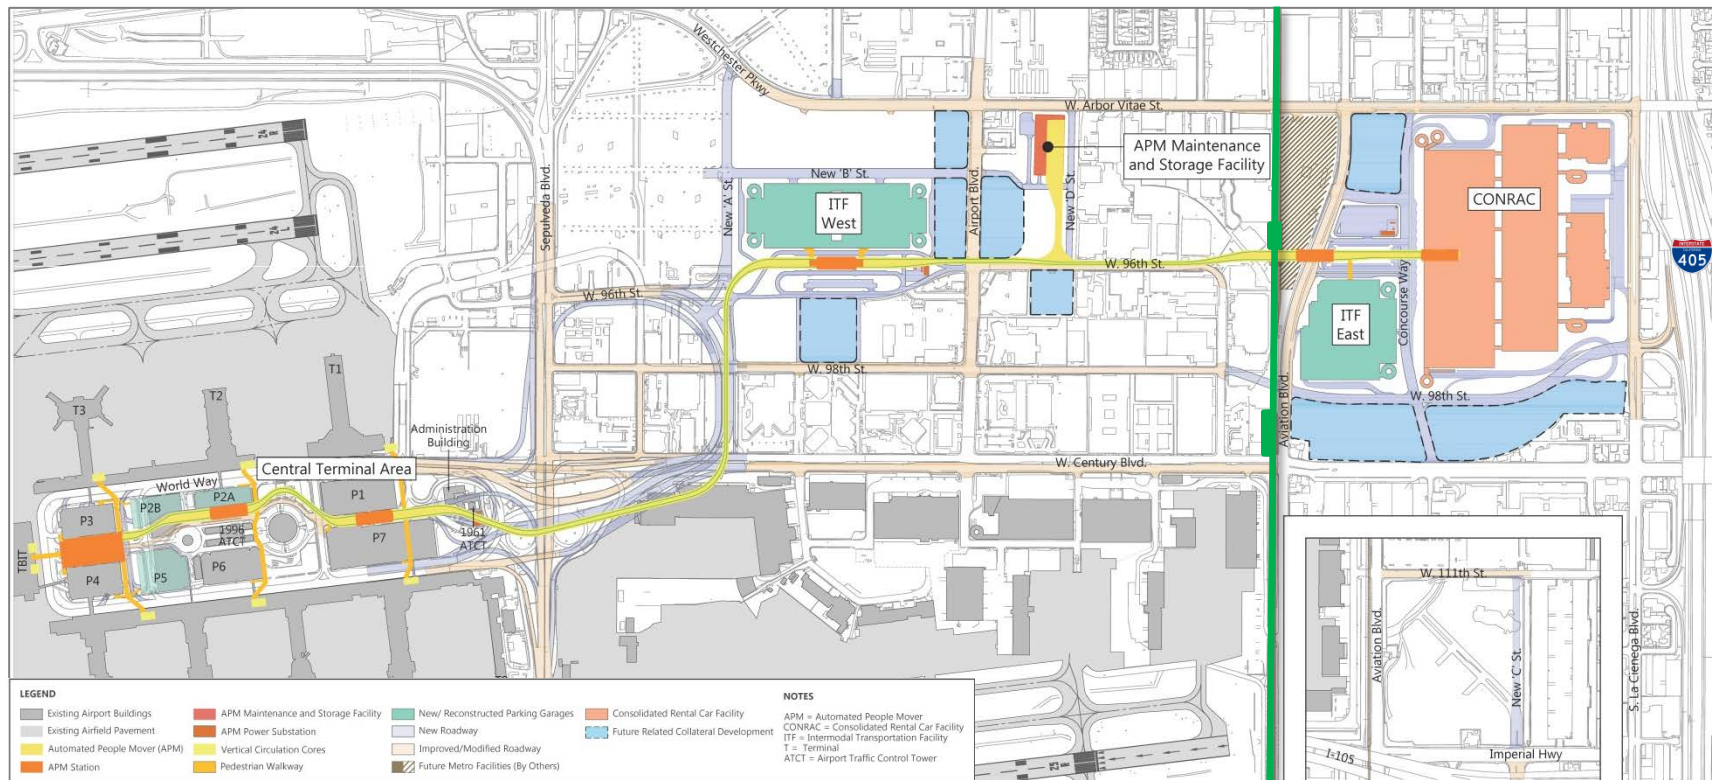 Westchester Pkwy
W. Arbor Vitae St.
24
R
24
L
Sepulveda Blvd.
New 'A' St.
New 'B' St.
ITF
West
Airport Blvd.
New 'D' St.
APM Maintenance
and Storage Facility
CONRAC
INTERSTATE
CALIFORNIA
405
W. 96th St.
W. 96th St.
ITF
East
Concourse Way
W. 98th St.
W. 98th St.
Aviation Blvd.
W. Century Blvd.
T3
T2
T1
Administration
Building
Central Terminal Area
World Way
P2A
P2B
P1
P3
1996
ATCT
1961
ATCT
P7
TBIT
P4
P5
P6
W. 111th St.
Aviation Blvd.
New 'C' St.
S. La Cienega Blvd.
I-105
Imperial Hwy
25
R
LEGEND
Existing Airport Buildings
Existing Airfield Pavement
Automated People Mover (APM)
APM Station
APM Maintenance and Storage Facility
APM Power Substation
Vertical Circulation Cores
Pedestrian Walkway
New/ Reconstructed Parking Garages
New Roadway
Improved/Modified Roadway
Future Metro Facilities (By Others)
Consolidated Rental Car Facility
Future Related Collateral Development
NOTES
APM = Automated People Mover
CONRAC = Consolidated Rental Car Facility
ITF = Intermodal Transportation Facility
T = Terminal
ATCT = Airport Traffic Control Tower